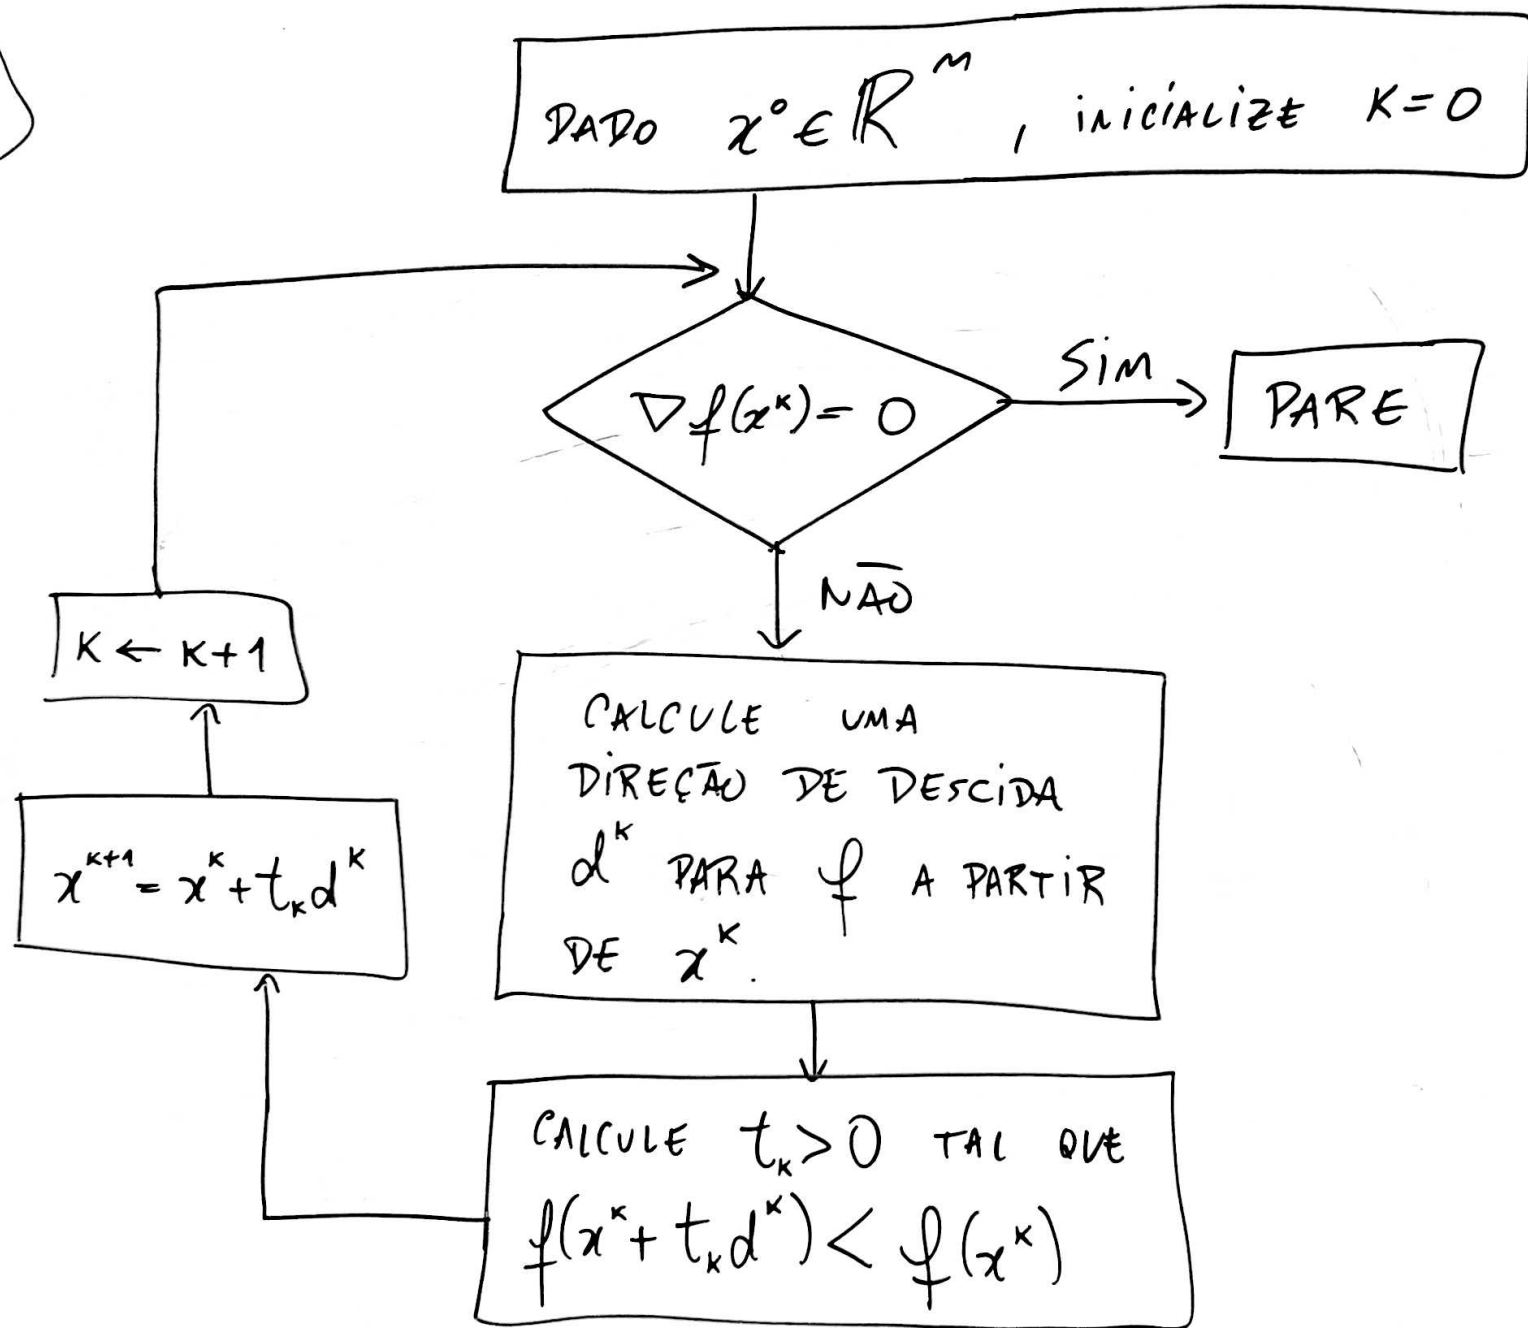 DADO x⁰ ∈ ℝⁿ, INICIALIZE K=0
∇f(xᴷ)= 0
SIM
PARE
NÃO
CALCULE UMA
DIREÇÃO DE DESCIDA
dᴷ PARA f A PARTIR
DE xᴷ.
CALCULE tₖ>0 TAL QUE
f(xᴷ + tₖdᴷ) < f(xᴷ)
xᴷ⁺¹ = xᴷ + tₖdᴷ
K ← K+1